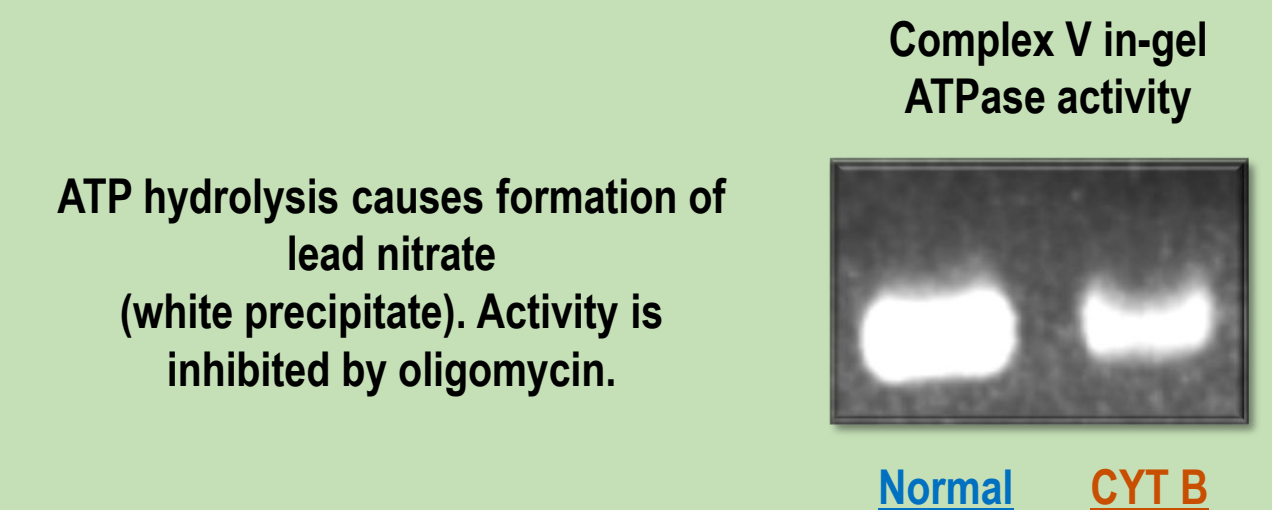 Complex V in-gel
ATPase activity
ATP hydrolysis causes formation of
lead nitrate
(white precipitate). Activity is
inhibited by oligomycin.
Normal CYT B